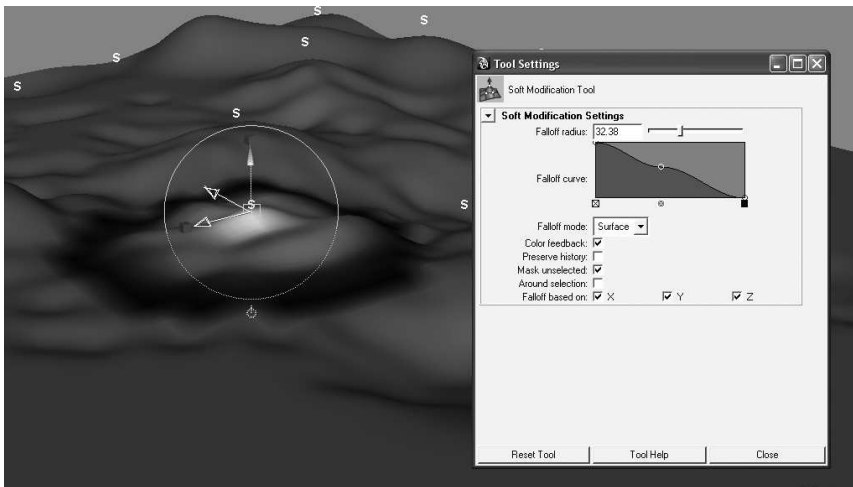 S
S
S
S
S
S
S
S
Tool Settings
Soft Modification Tool
Soft Modification Settings
Falloff radius: 32.38
Falloff curve:
Falloff mode: Surface
Color feedback:
Preserve history:
Mask unselected:
Around selection:
Falloff based on: X Y Z
Reset Tool Tool Help Close